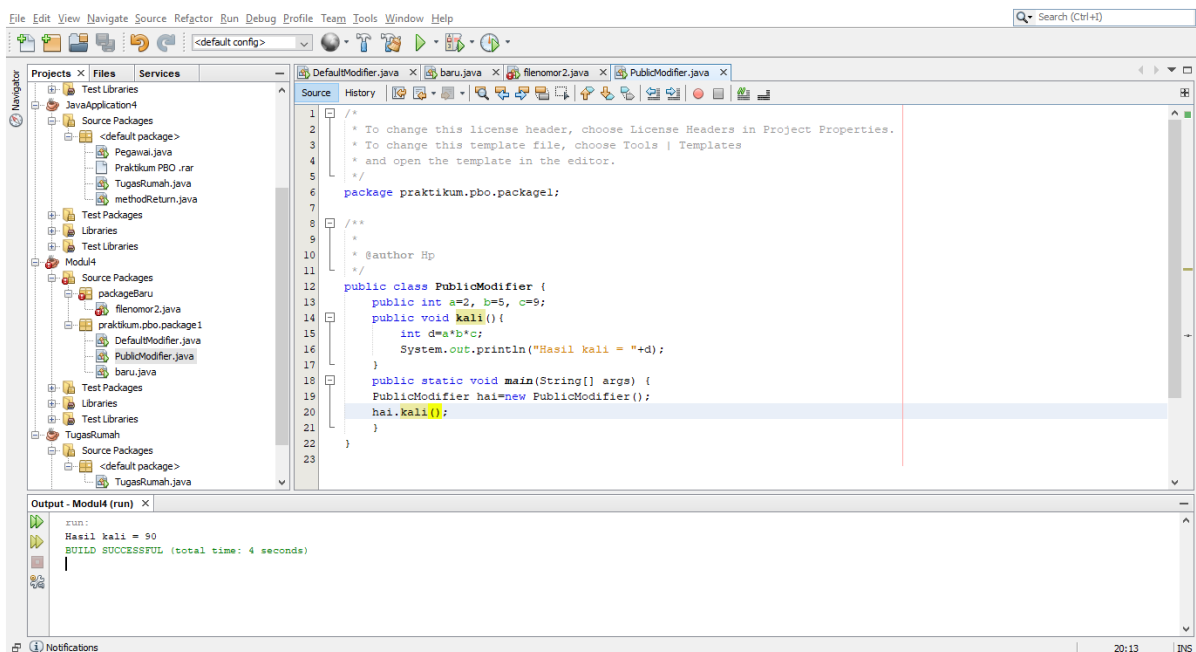 File Edit View Navigate Source Refactor Run Debug Profile Team Tools Window Help
Search (Ctrl+I)
<default config>
Projects Files Services
Navigator
Test Libraries
JavaApplication4
Source Packages
<default package>
Pegawai.java
Praktikum PBO .rar
TugasRumah.java
methodReturn.java
Test Packages
Libraries
Test Libraries
Modul4
Source Packages
packageBaru
filenomor2.java
praktikum.pbo.package1
DefaultModifier.java
PublicModifier.java
baru.java
Test Packages
Libraries
Test Libraries
TugasRumah
Source Packages
<default package>
TugasRumah.java
DefaultModifier.java baru.java filenomor2.java PublicModifier.java
Source History
1 /*
2 * To change this license header, choose License Headers in Project Properties.
3 * To change this template file, choose Tools | Templates
4 * and open the template in the editor.
5 */
6 package praktikum.pbo.package1;
7
8 /**
9 *
10 * @author Hp
11 */
12 public class PublicModifier {
13 public int a=2, b=5, c=9;
14 public void kali(){
15 int d=a*b*c;
16 System.out.println("Hasil kali = "+d);
17 }
18 public static void main(String[] args) {
19 PublicModifier hai=new PublicModifier();
20 hai.kali();
21 }
22 }
23
Output - Modul4 (run)
run:
Hasil kali = 90
BUILD SUCCESSFUL (total time: 4 seconds)
Notifications
20:13 INS